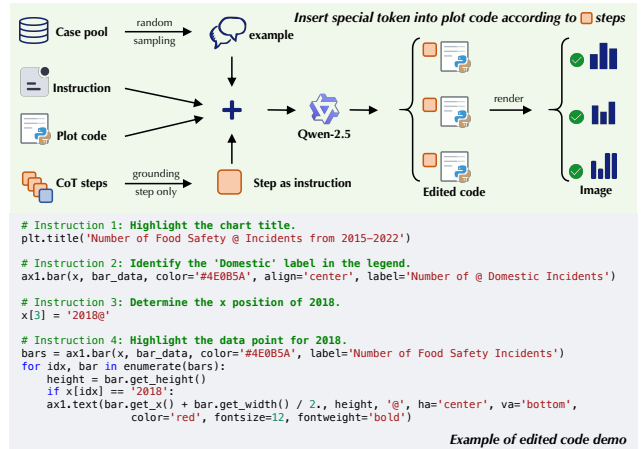 Insert special token into plot code according to steps
Case pool
random
sampling
example
Instruction
Plot code
Qwen-2.5
render
CoT steps
grounding
step only
Step as instruction
Edited code
Image
# Instruction 1: Highlight the chart title.
plt.title('Number of Food Safety @ Incidents from 2015-2022')
# Instruction 2: Identify the 'Domestic' label in the legend.
ax1.bar(x, bar_data, color='#4E0B5A', align='center', label='Number of @ Domestic Incidents')
# Instruction 3: Determine the x position of 2018.
x[3] = '2018@'
# Instruction 4: Highlight the data point for 2018.
bars = ax1.bar(x, bar_data, color='#4E0B5A', label='Number of Food Safety Incidents')
for idx, bar in enumerate(bars):
    height = bar.get_height()
    if x[idx] == '2018':
    ax1.text(bar.get_x() + bar.get_width() / 2., height, '@', ha='center', va='bottom',
            color='red', fontsize=12, fontweight='bold')
Example of edited code demo